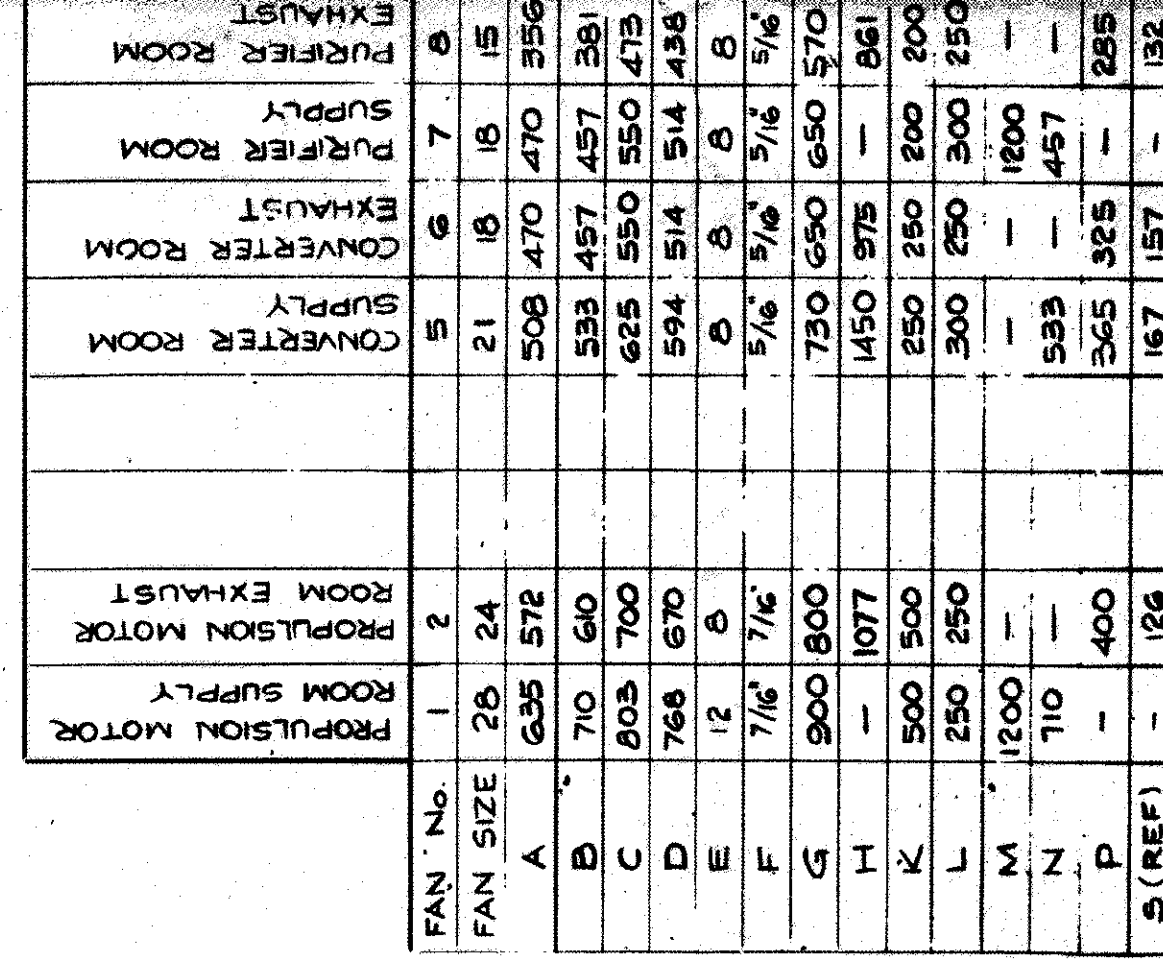 PROPULSION MOTOR
ROOM SUPPLY
PROPULSION MOTOR
ROOM EXHAUST
CONVERTER ROOM
SUPPLY
CONVERTER ROOM
EXHAUST
PURIFIER ROOM
SUPPLY
PURIFIER ROOM
EXHAUST
FAN No. 1 2 5 6 7 8
FAN SIZE 28 24 21 18 18 15
A 635 572 508 470 470 356
B 710 610 533 457 457 381
C 803 700 625 550 550 473
D 768 670 594 514 514 438
E 12 8 8 8 8 8
F 7/16" 7/16" 5/16" 5/16" 5/16" 5/16"
G 900 800 730 650 650 570
H — 1077 1450 975 — 861
K 500 500 250 250 200 200
L 250 250 300 250 300 250
M 1200 — — — 1200 —
N 710 — 533 — 457 —
P - 400 365 325 - 285
S (REF) - 126 167 157 - 132